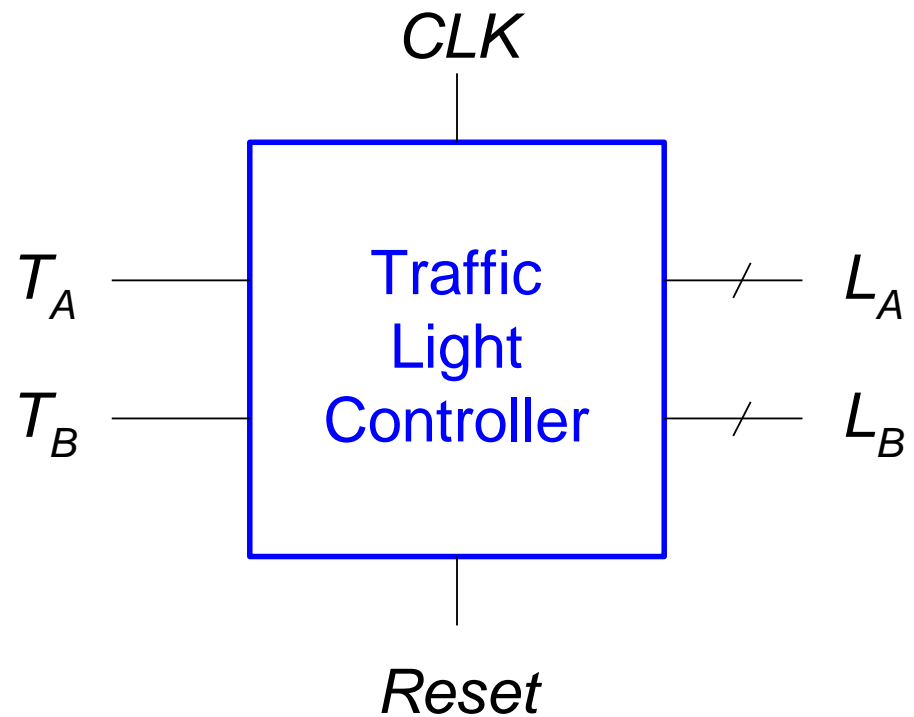 CLK
T_A
Traffic
L_A
Light
T_B
Controller
L_B
Reset